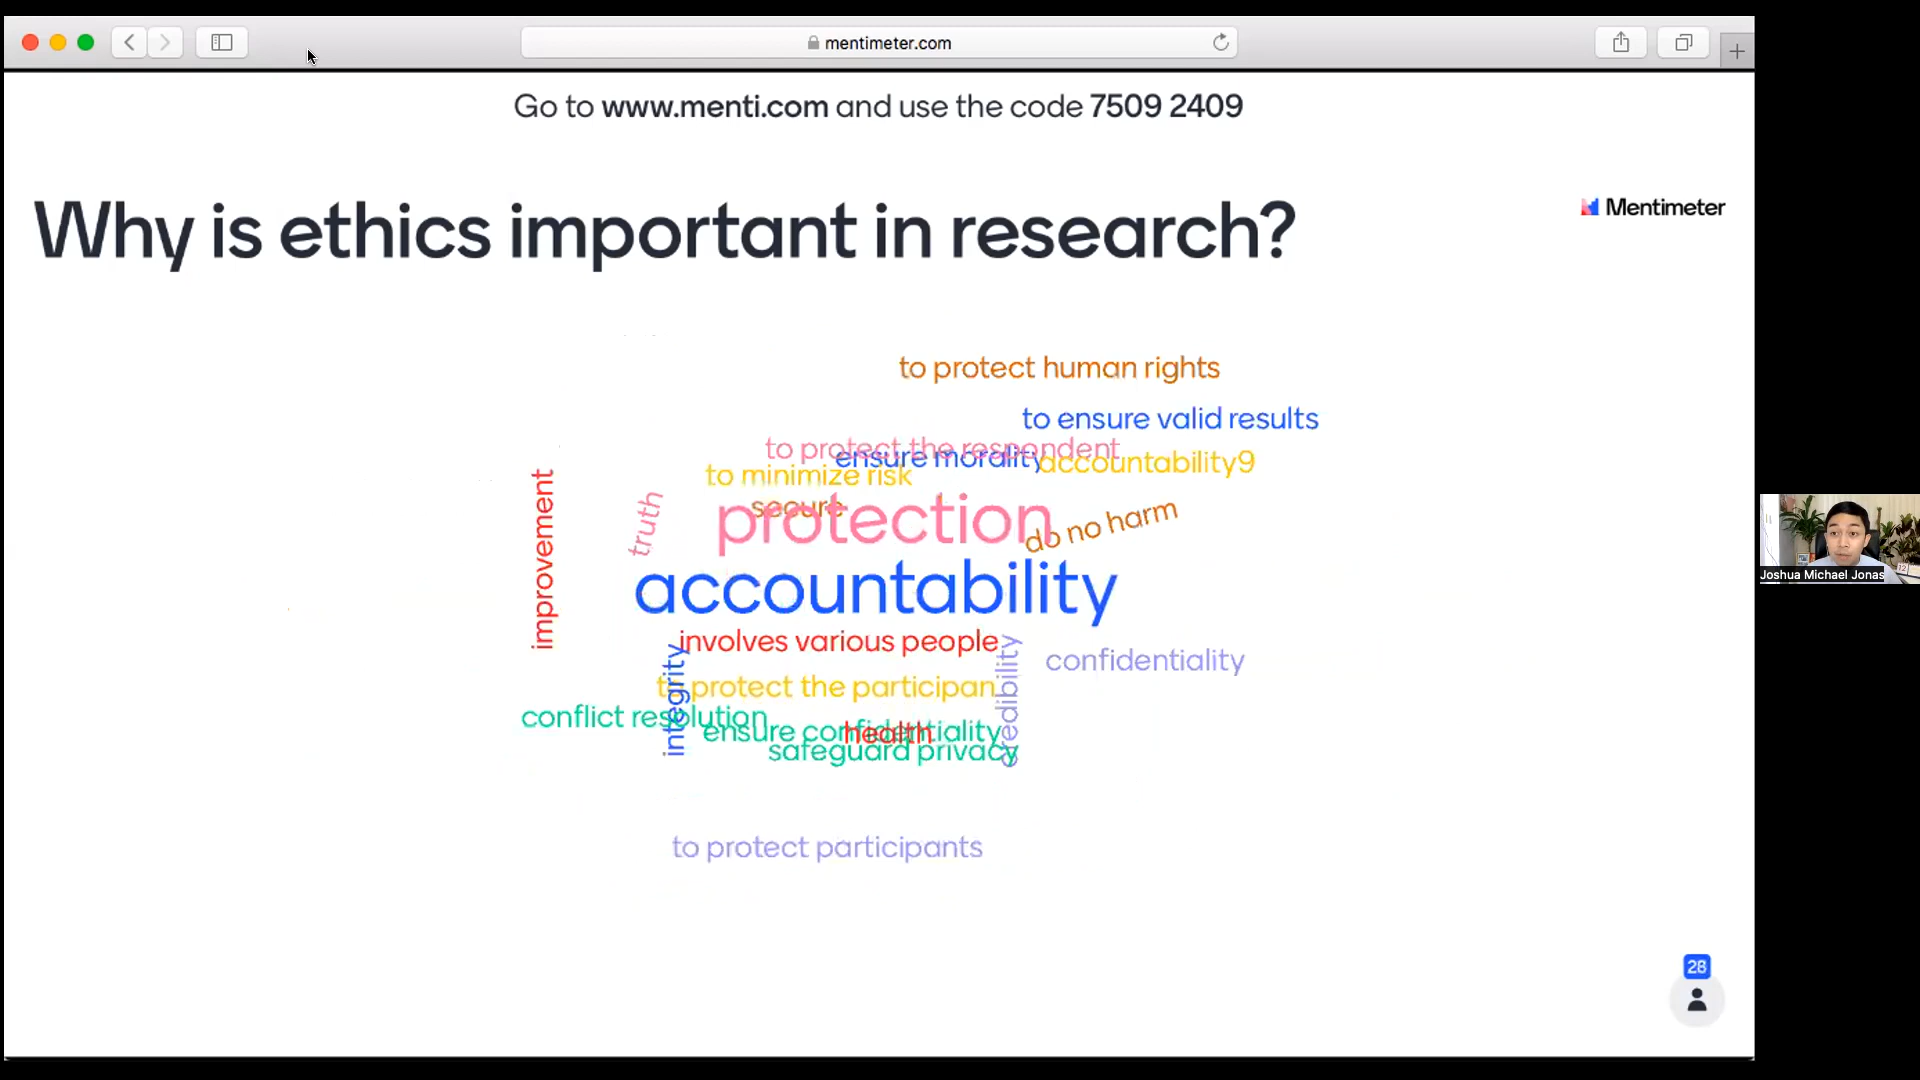 mentimeter.com
Go to www.menti.com and use the code 7509 2409
Why is ethics important in research?
Mentimeter
to protect human rights
to ensure valid results
to protect the respondent
ensure morality
accountability9
to minimize risk
secure
truth
protection
do no harm
improvement
accountability
involves various people
integrity
credibility
confidentiality
to protect the participan
conflict resolution
ensure confidentiality
health
safeguard privacy
to protect participants
Joshua Michael Jonas
28